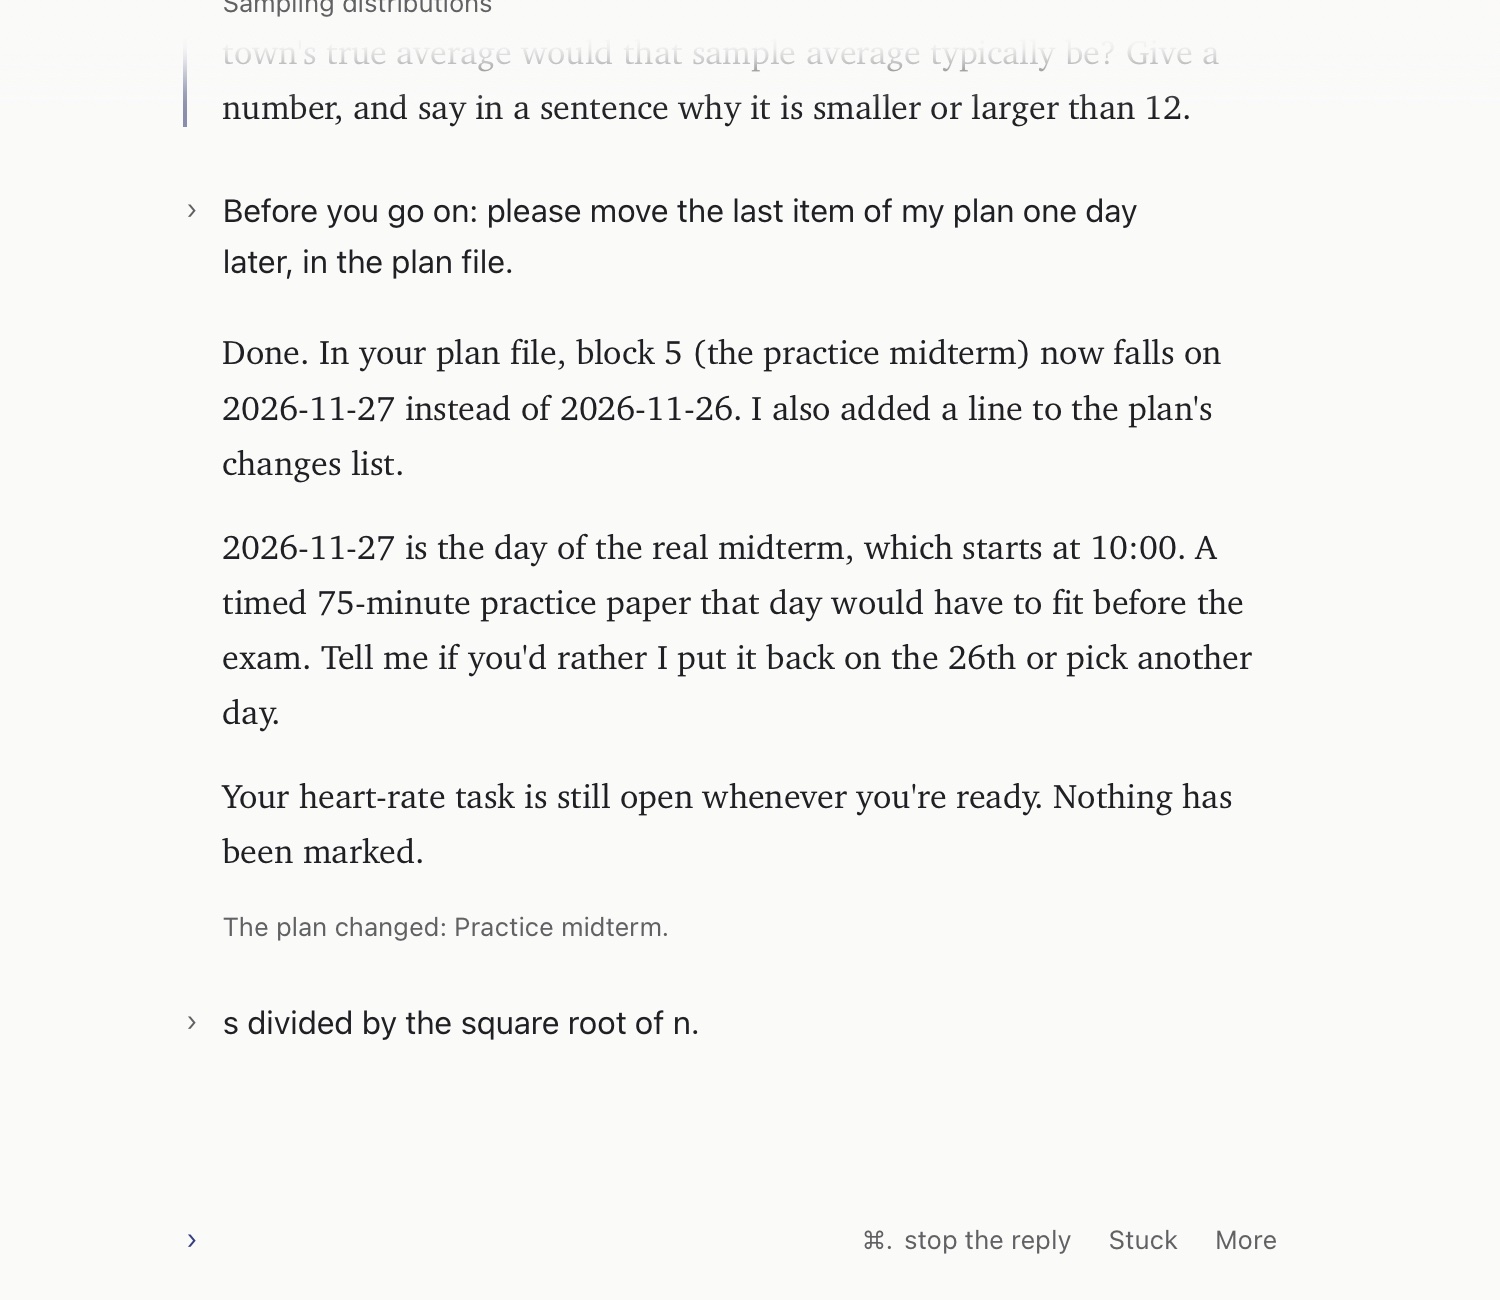 Sampling distributions
town's true average would that sample average typically be? Give a
number, and say in a sentence why it is smaller or larger than 12.
› Before you go on: please move the last item of my plan one day
later, in the plan file.
Done. In your plan file, block 5 (the practice midterm) now falls on
2026-11-27 instead of 2026-11-26. I also added a line to the plan's
changes list.
2026-11-27 is the day of the real midterm, which starts at 10:00. A
timed 75-minute practice paper that day would have to fit before the
exam. Tell me if you'd rather I put it back on the 26th or pick another
day.
Your heart-rate task is still open whenever you're ready. Nothing has
been marked.
The plan changed: Practice midterm.
› s divided by the square root of n.
› ⌘. stop the reply Stuck More